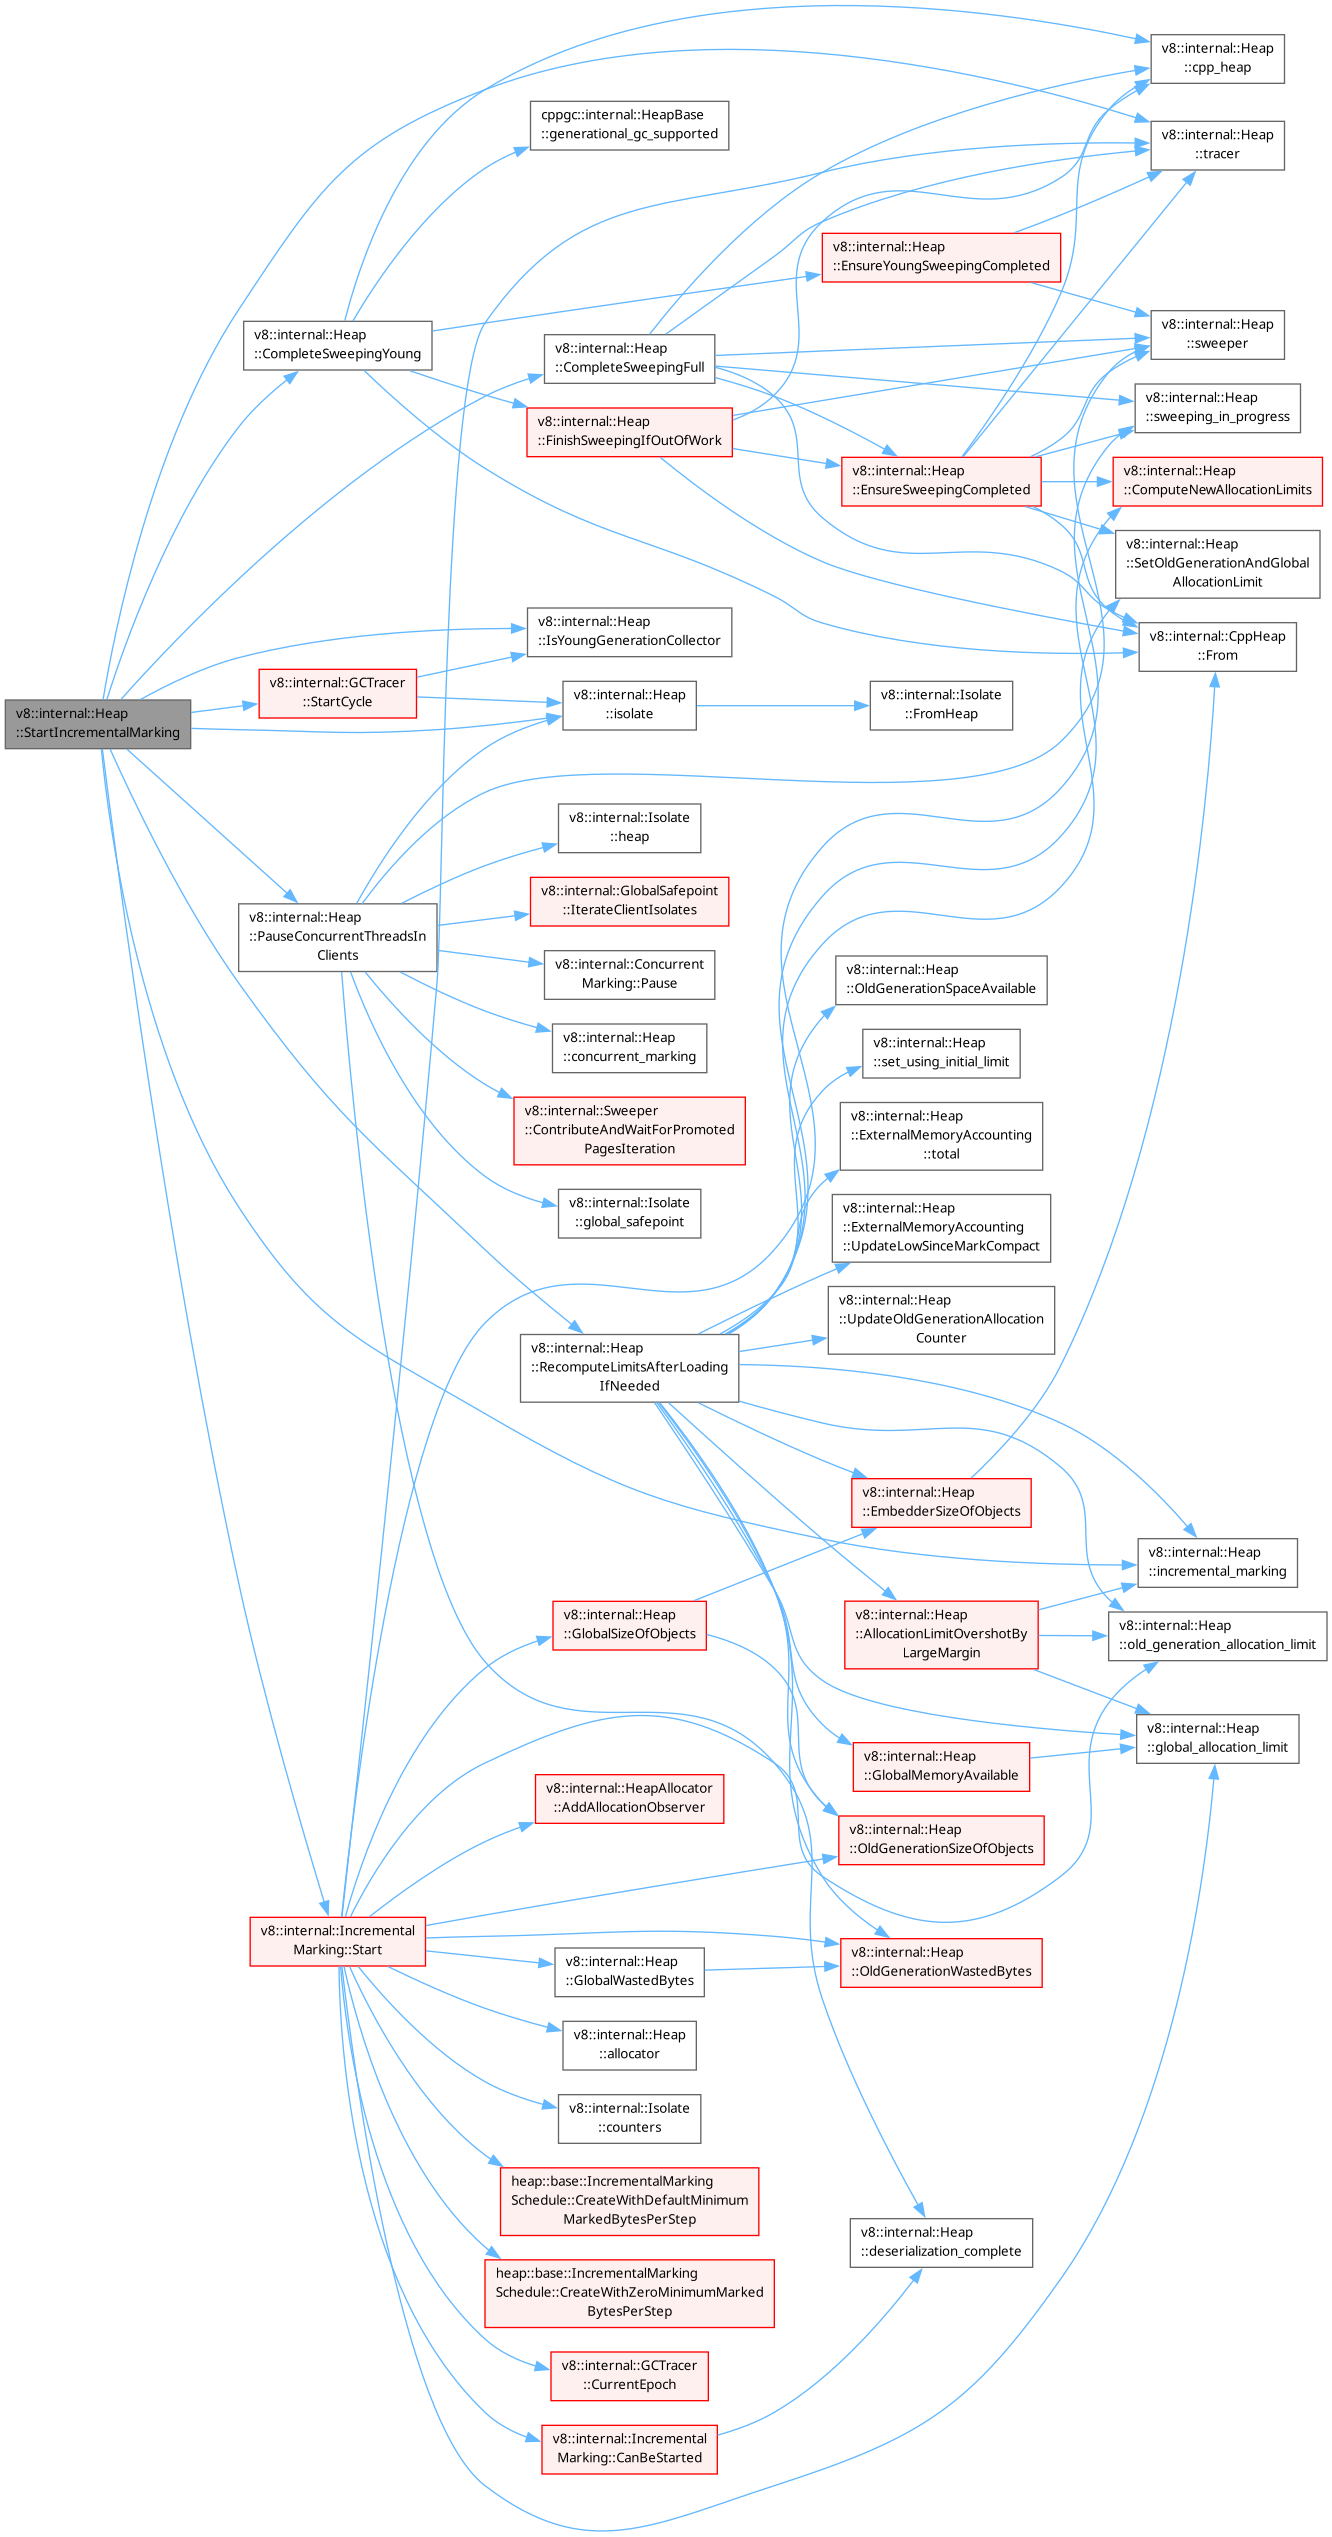 v8::internal::Heap
::StartIncrementalMarking
v8::internal::Heap
::CompleteSweepingYoung
v8::internal::GCTracer
::StartCycle
v8::internal::Heap
::PauseConcurrentThreadsIn
Clients
v8::internal::Incremental
Marking::Start
cppgc::internal::HeapBase
::generational_gc_supported
v8::internal::Heap
::CompleteSweepingFull
v8::internal::Heap
::FinishSweepingIfOutOfWork
v8::internal::Heap
::IsYoungGenerationCollector
v8::internal::Heap
::isolate
v8::internal::Isolate
::heap
v8::internal::GlobalSafepoint
::IterateClientIsolates
v8::internal::Concurrent
Marking::Pause
v8::internal::Heap
::concurrent_marking
v8::internal::Sweeper
::ContributeAndWaitForPromoted
PagesIteration
v8::internal::Isolate
::global_safepoint
v8::internal::Heap
::RecomputeLimitsAfterLoading
IfNeeded
v8::internal::Heap
::GlobalSizeOfObjects
v8::internal::HeapAllocator
::AddAllocationObserver
v8::internal::Heap
::GlobalWastedBytes
v8::internal::Heap
::allocator
v8::internal::Isolate
::counters
heap::base::IncrementalMarking
Schedule::CreateWithDefaultMinimum
MarkedBytesPerStep
heap::base::IncrementalMarking
Schedule::CreateWithZeroMinimumMarked
BytesPerStep
v8::internal::GCTracer
::CurrentEpoch
v8::internal::Incremental
Marking::CanBeStarted
v8::internal::Heap
::EnsureYoungSweepingCompleted
v8::internal::Heap
::EnsureSweepingCompleted
v8::internal::Isolate
::FromHeap
v8::internal::Heap
::OldGenerationSpaceAvailable
v8::internal::Heap
::set_using_initial_limit
v8::internal::Heap
::ExternalMemoryAccounting
::total
v8::internal::Heap
::ExternalMemoryAccounting
::UpdateLowSinceMarkCompact
v8::internal::Heap
::UpdateOldGenerationAllocation
Counter
v8::internal::Heap
::EmbedderSizeOfObjects
v8::internal::Heap
::AllocationLimitOvershotBy
LargeMargin
v8::internal::Heap
::GlobalMemoryAvailable
v8::internal::Heap
::OldGenerationSizeOfObjects
v8::internal::Heap
::OldGenerationWastedBytes
v8::internal::Heap
::deserialization_complete
v8::internal::Heap
::cpp_heap
v8::internal::Heap
::tracer
v8::internal::Heap
::sweeper
v8::internal::Heap
::sweeping_in_progress
v8::internal::Heap
::ComputeNewAllocationLimits
v8::internal::Heap
::SetOldGenerationAndGlobal
AllocationLimit
v8::internal::CppHeap
::From
v8::internal::Heap
::incremental_marking
v8::internal::Heap
::old_generation_allocation_limit
v8::internal::Heap
::global_allocation_limit